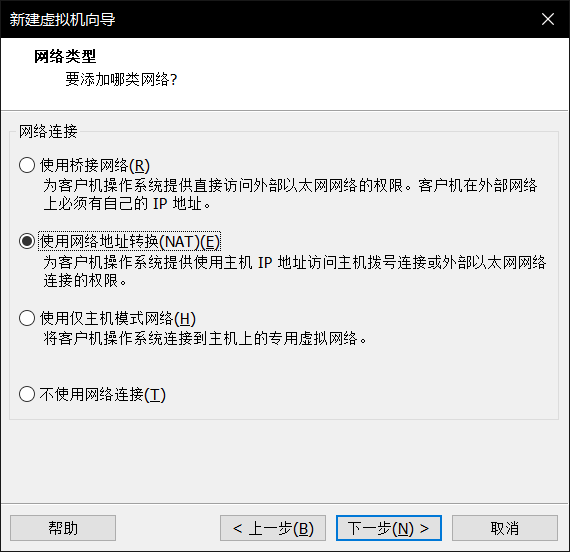 新建虚拟机向导
网络类型
要添加哪类网络?
网络连接
使用桥接网络(R)
为客户机操作系统提供直接访问外部以太网网络的权限。客户机在外部网络
上必须有自己的 IP 地址。
使用网络地址转换(NAT)(E)
为客户机操作系统提供使用主机 IP 地址访问主机拨号连接或外部以太网网络
连接的权限。
使用仅主机模式网络(H)
将客户机操作系统连接到主机上的专用虚拟网络。
不使用网络连接(T)
帮助
< 上一步(B)
下一步(N) >
取消